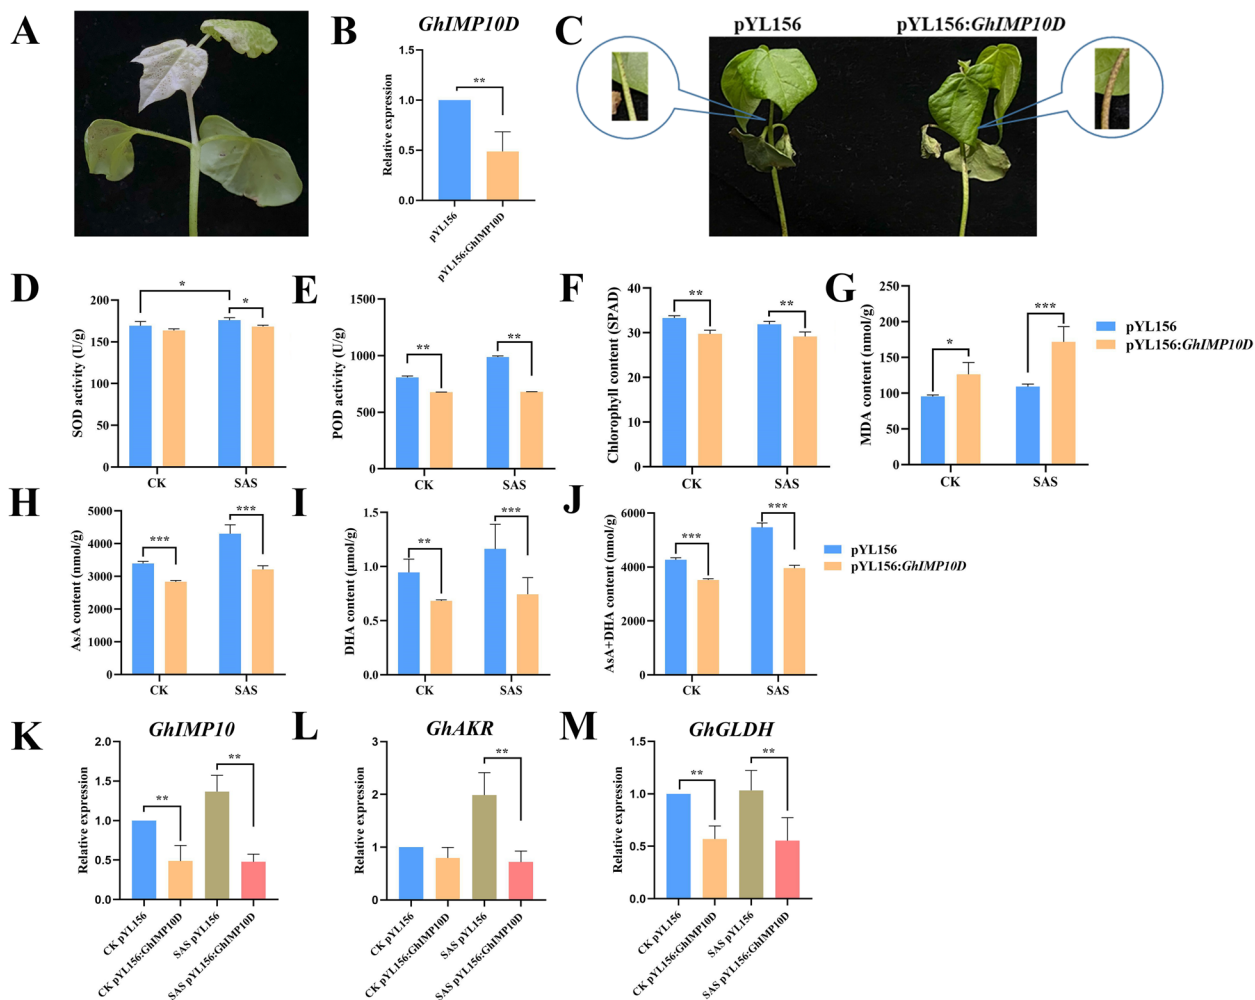 A
B
GhIMP10D
Relative expression
1.5
1.0
0.5
0.0
**
pYL156
pYL156:GhIMP10D
C
pYL156
pYL156:GhIMP10D
D
SOD activity (U/g)
200
150
100
50
0
*
*
CK
SAS
E
POD activity (U/g)
1500
1000
500
0
**
**
CK
SAS
F
Chlorophyll content (SPAD)
40
30
20
10
0
**
**
CK
SAS
G
MDA content (nmol/g)
250
200
150
100
50
0
*
***
CK
SAS
pYL156
pYL156:GhIMP10D
H
AsA content (nmol/g)
5000
4000
3000
2000
1000
0
***
***
CK
SAS
I
DHA content (μmol/g)
1.5
1.0
0.5
0.0
**
***
CK
SAS
J
AsA+DHA content (nmol/g)
6000
4000
2000
0
***
***
CK
SAS
pYL156
pYL156:GhIMP10D
K
GhIMP10
Relative expression
2.0
1.5
1.0
0.5
0.0
**
**
CK pYL156
CK pYL156:GhIMP10D
SAS pYL156
SAS pYL156:GhIMP10D
L
GhAKR
Relative expression
3
2
1
0
**
CK pYL156
CK pYL156:GhIMP10D
SAS pYL156
SAS pYL156:GhIMP10D
M
GhGLDH
Relative expression
1.5
1.0
0.5
0.0
**
**
CK pYL156
CK pYL156:GhIMP10D
SAS pYL156
SAS pYL156:GhIMP10D